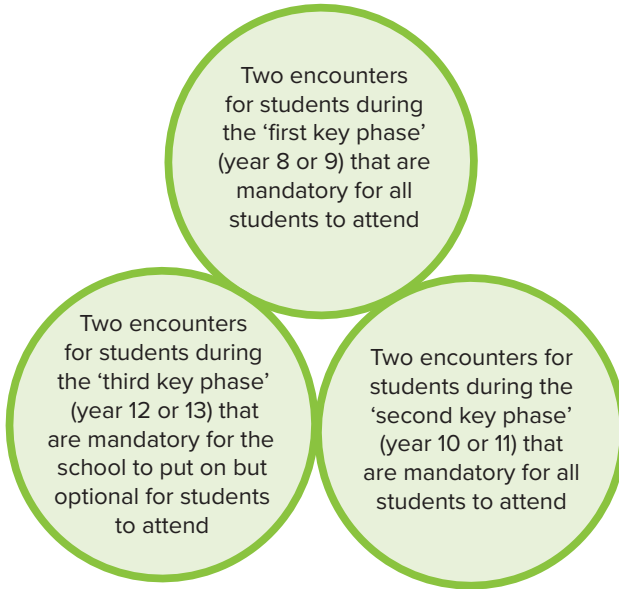 Two encounters
for students during
the ‘first key phase’
(year 8 or 9) that are
mandatory for all
students to attend
Two encounters
for students during
the ‘third key phase’
(year 12 or 13) that
are mandatory for the
school to put on but
optional for students
to attend
Two encounters for
students during the
‘second key phase’
(year 10 or 11) that
are mandatory for all
students to attend